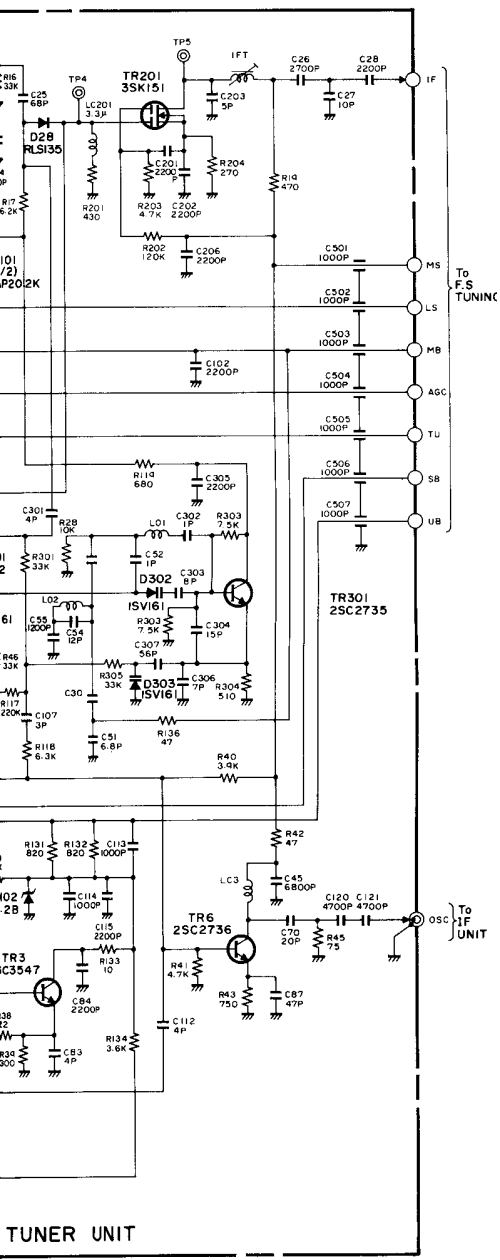 TP5
R16
33K
C25
68P
TP4
TR201
3SK151
IFT
C26
2700P
C28
2200P
IF
LC201
3.3μ
C203
5P
C27
10P
D28
RLS135
C201
2200P
R204
270
R17
6.2K
R201
430
R203
4.7K
C202
2200P
R19
470
R202
120K
C206
2200P
C501
1000P
MS
To
F.S
TUNING
C502
1000P
LS
C503
1000P
MB
C102
2200P
C504
1000P
AGC
C505
1000P
TU
R119
680
C305
2200P
C506
1000P
SB
C301
4P
R28
10K
L01
C302
1P
R303
7.5K
C507
1000P
UB
R301
33K
C52
1P
D302
1SV161
C303
8P
TR301
2SC2735
L02
C55
1200P
C54
12P
R303
7.5K
C304
15P
R46
33K
C307
56P
R305
33K
D303
1SV161
C306
7P
R304
510
R117
220K
C30
C107
3P
C51
6.8P
R136
47
R118
6.3K
R40
3.9K
R42
47
R131
820
R132
820
C113
1000P
LC3
C45
6800P
C114
1000P
C115
2200P
R133
10
TR6
2SC2736
C70
20P
C120
4700P
C121
4700P
OSC
To
IF
UNIT
R45
75
TR3
C84
2200P
R41
4.7K
R43
750
C87
47P
C112
4P
R134
3.6K
C83
4P
TUNER UNIT